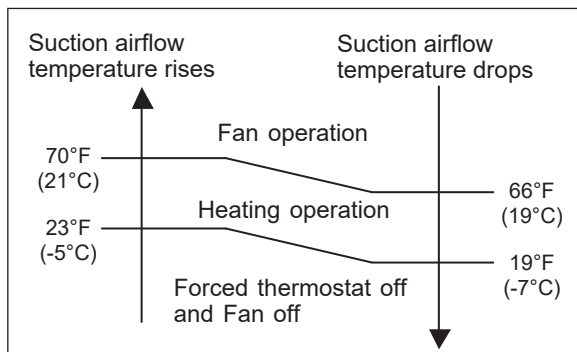 Suction airflow
temperature rises
Suction airflow
temperature drops
Fan operation
70°F
(21°C)
66°F
(19°C)
Heating operation
23°F
(-5°C)
19°F
(-7°C)
Forced thermostat off
and Fan off